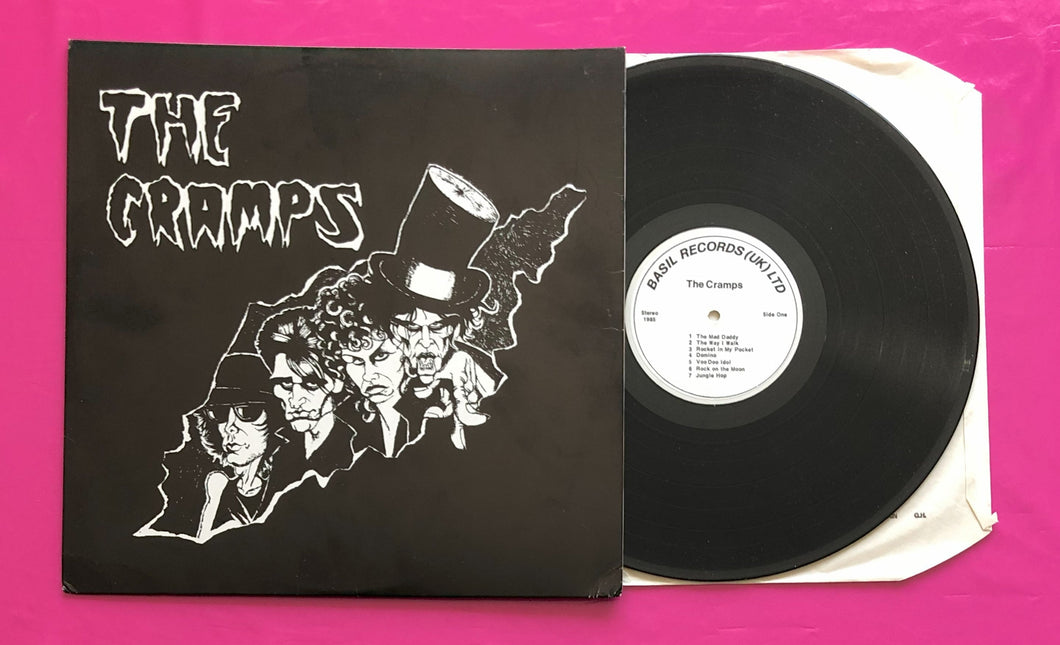 THE
CRAMPS
BASIL RECORDS (UK) LTD
The Cramps
Stereo
1985
Side One
1 The Mad Daddy
2 The Way I Walk
3 Rocket in My Pocket
4 Domino
5 Voo Doo Idol
6 Rock on the Moon
7 Jungle Hop
GJL